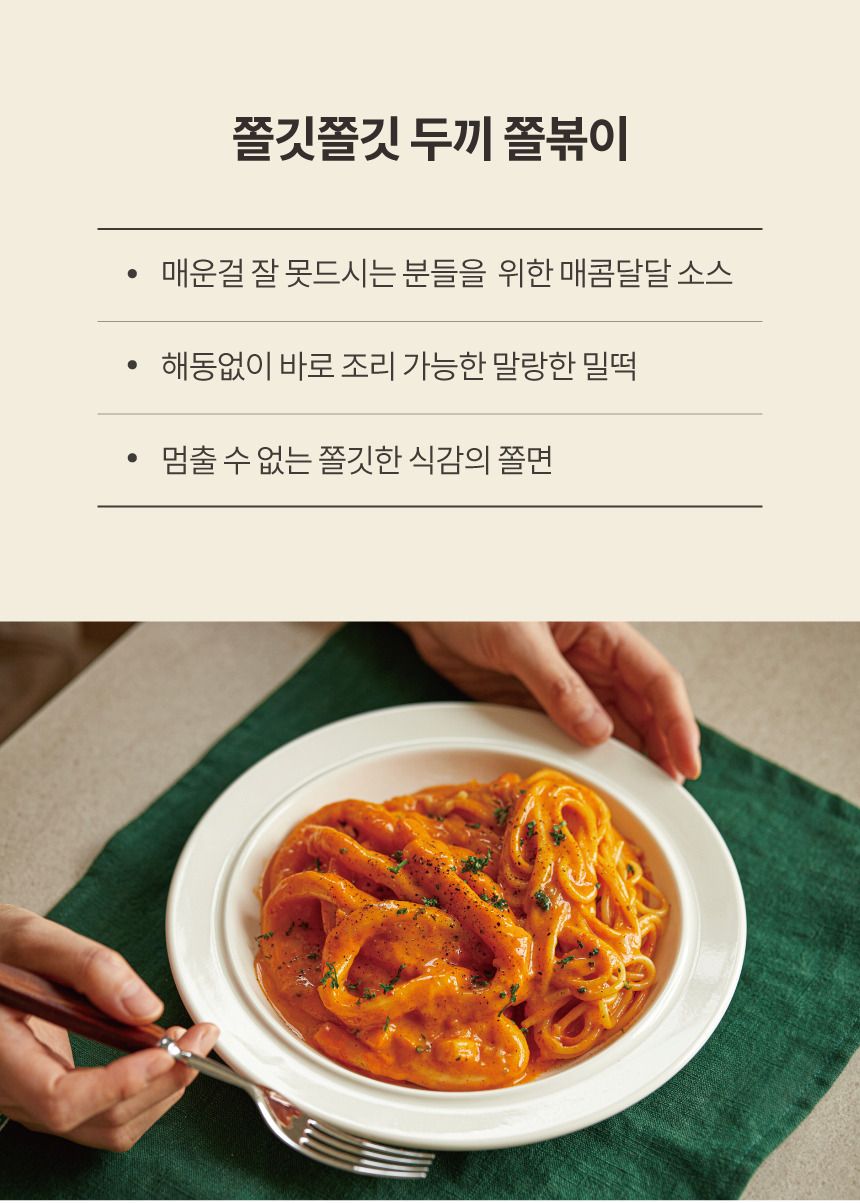 쫄깃쫄깃 두끼 쫄볶이
• 매운걸 잘 못드시는 분들을 위한 매콤달달 소스
• 해동없이 바로 조리 가능한 말랑한 밀떡
• 멈출 수 없는 쫄깃한 식감의 쫄면